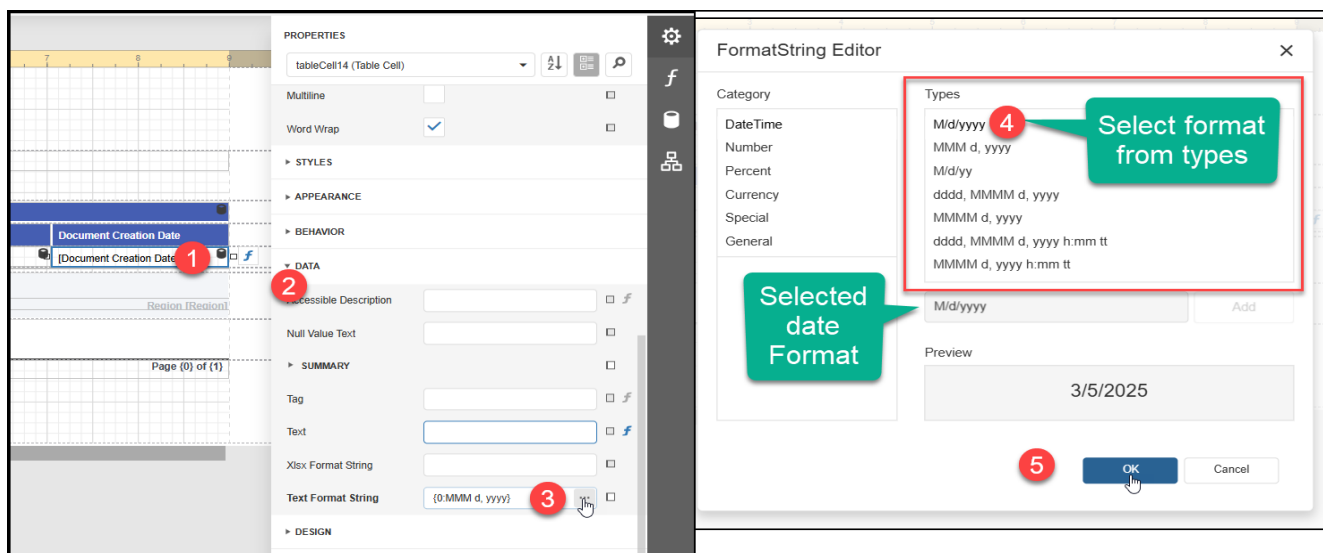 7
8
9
Document Creation Date
[Document Creation Date
1
Region [Region]
Page {0} of {1}
PROPERTIES
tableCell14 (Table Cell)
Multiline
Word Wrap
STYLES
APPEARANCE
BEHAVIOR
DATA
2
Accessible Description
Null Value Text
SUMMARY
Tag
Text
Xlsx Format String
Text Format String
{0:MMM d, yyyy}
3
DESIGN
FormatString Editor
Category
DateTime
Number
Percent
Currency
Special
General
Types
M/d/yyyy
4
MMM d, yyyy
M/d/yy
dddd, MMMM d, yyyy
MMMM d, yyyy
dddd, MMMM d, yyyy h:mm tt
MMMM d, yyyy h:mm tt
Select format
from types
Selected
date
Format
M/d/yyyy
Add
Preview
3/5/2025
5
OK
Cancel